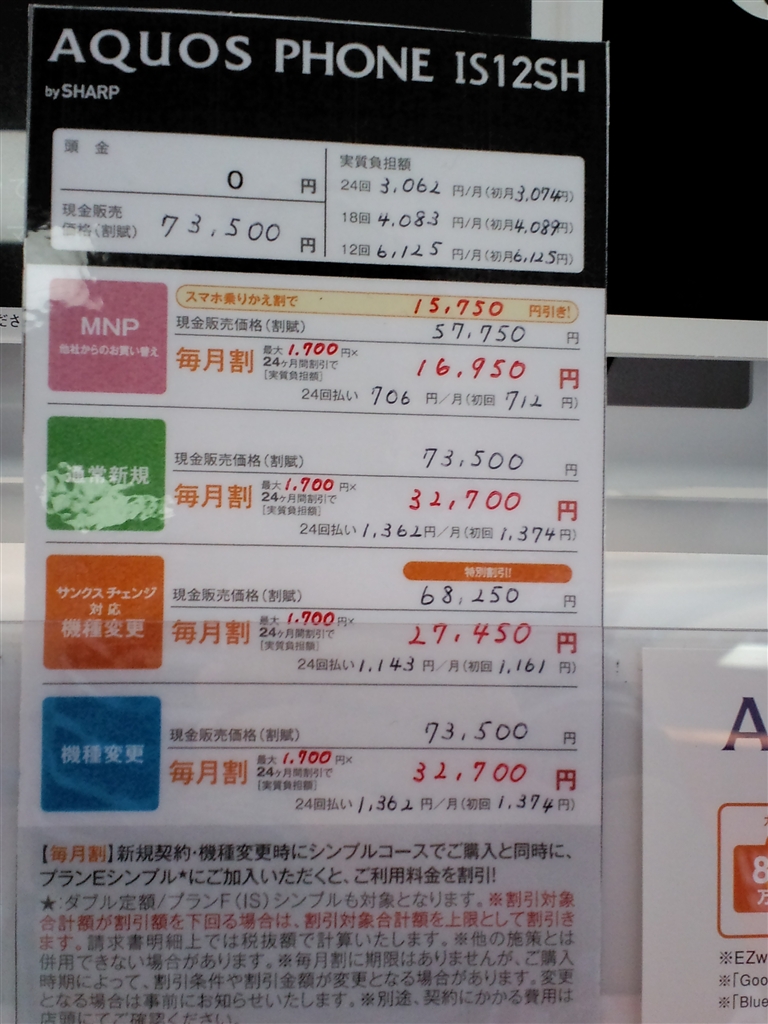 AQUOS PHONE IS12SH
by SHARP
頭金
0 円
現金販売
価格(割賦) 73,500 円
実質負担額
24回 3,062 円/月(初月3,074円)
18回 4,083 円/月(初月4,089円)
12回 6,125 円/月(初月6,125円)
MNP
他社からのお買い替え
スマホ乗りかえ割で 15,750 円引き!
現金販売価格(割賦) 57,750 円
毎月割 最大1,700円×
24ヶ月間割引で
[実質負担額] 16,950 円
24回払い 706 円/月(初回 712 円)
通常新規
現金販売価格(割賦) 73,500 円
毎月割 最大1,700円×
24ヶ月間割引で
[実質負担額] 32,700 円
24回払い 1,362円/月(初回 1,374円)
サンクスチェンジ
対応
機種変更
特別割引!
現金販売価格(割賦) 68,250 円
毎月割 最大1,700円×
24ヶ月間割引で
[実質負担額] 27,450 円
24回払い 1,143 円/月(初回 1,161 円)
機種変更
現金販売価格(割賦) 73,500 円
毎月割 最大1,700円×
24ヶ月間割引で
[実質負担額] 32,700 円
24回払い 1,362 円/月(初回 1,374 円)
【毎月割】新規契約・機種変更時にシンプルコースでご購入と同時に、
プランEシンプル*にご加入いただくと、ご利用料金を割引!
★:ダブル定額/プランF(IS)シンプルも対象となります。※割引対象
合計額が割引額を下回る場合は、割引対象合計額を上限として割引き
ます。請求書明細上では税抜額で計算いたします。※他の施策とは
併用できない場合があります。※毎月割に期限はありませんが、ご購入
時期によって、割引条件や割引金額が変更となる場合があります。変更
となる場合は事前にお知らせいたします。※別途、契約にかかる費用は
店頭にてご確認ください。
ださ
A
8
万
※EZw
※「Goo
※「Blue